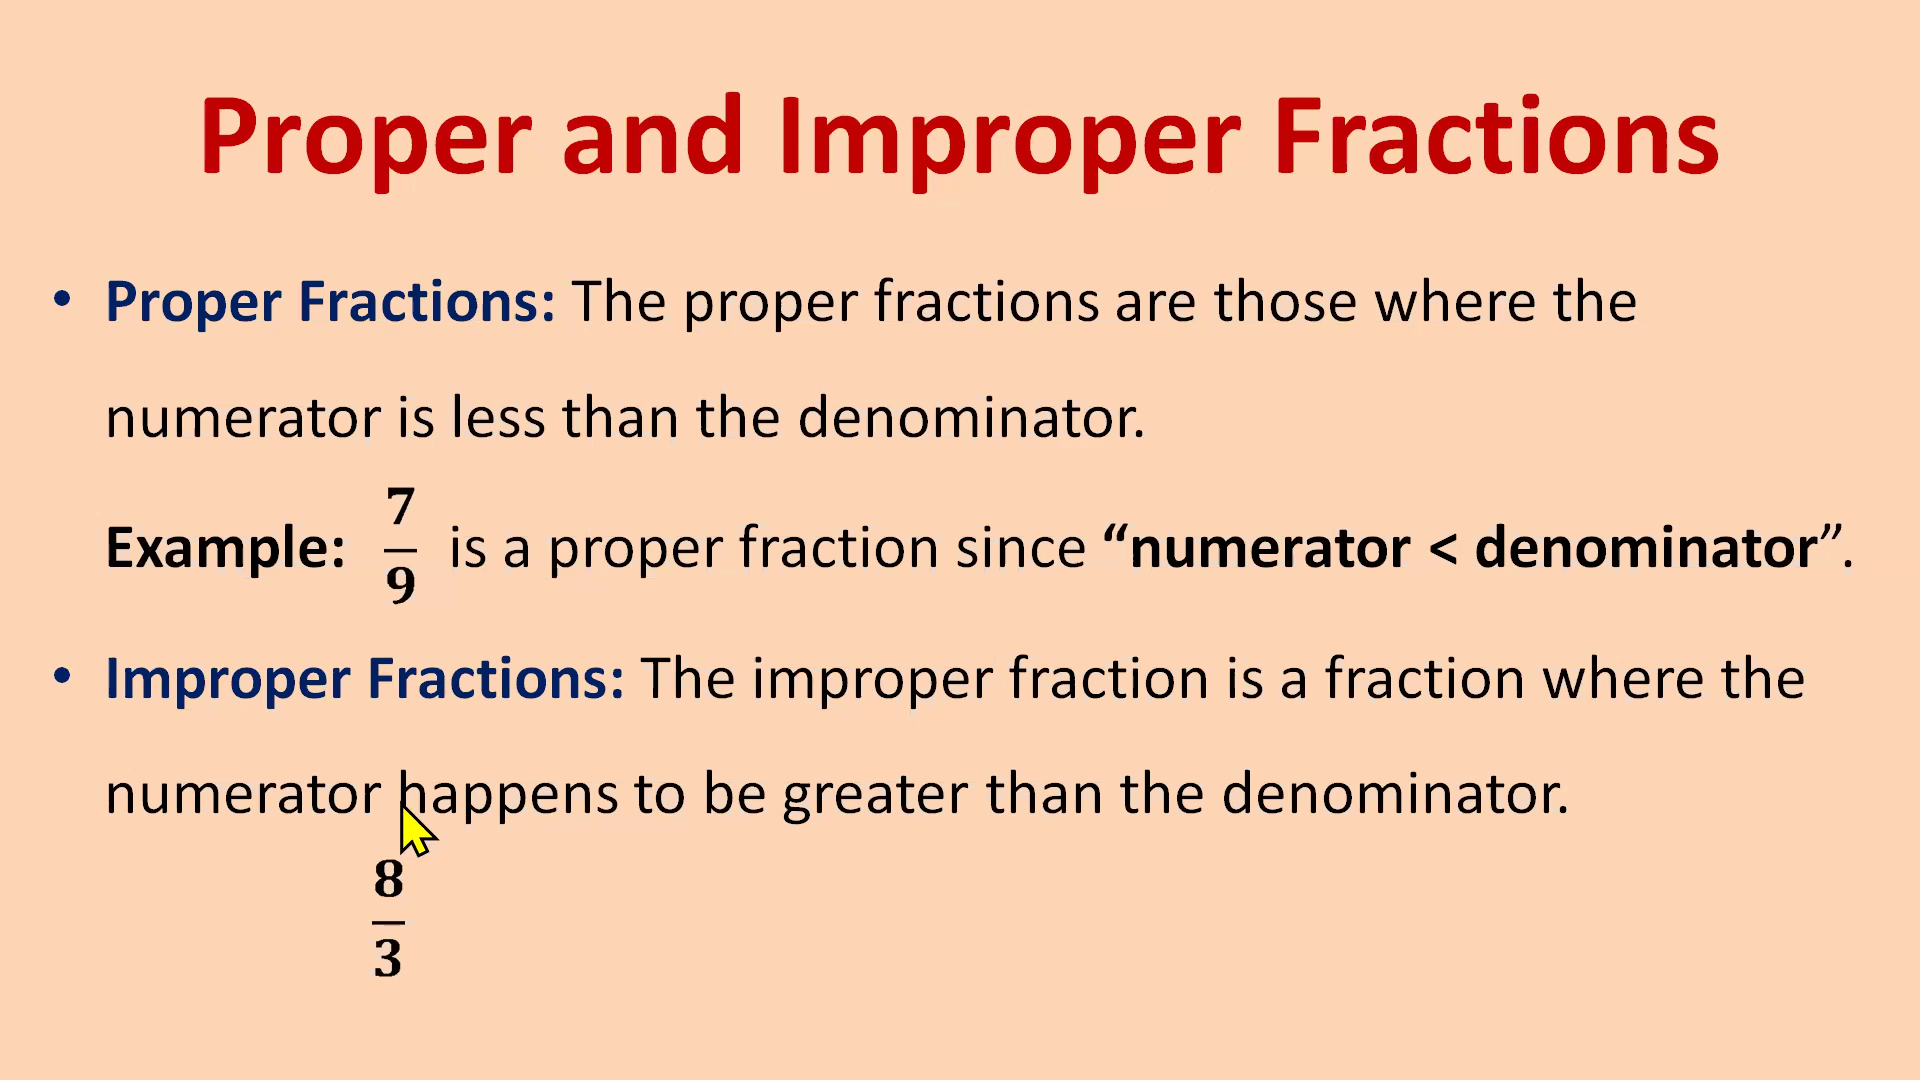 Proper and Improper Fractions
• Proper Fractions: The proper fractions are those where the
numerator is less than the denominator.
Example: 7/9 is a proper fraction since “numerator < denominator”.
• Improper Fractions: The improper fraction is a fraction where the
numerator happens to be greater than the denominator.
8/3